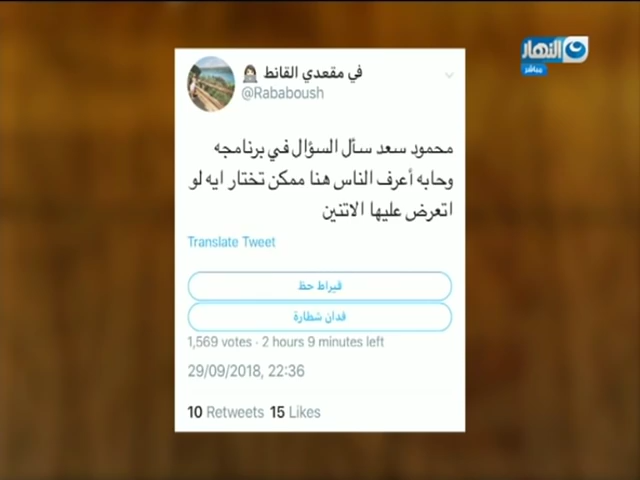 النهار
مباشر
في مقعدي القانط
@Rababoush
محمود سعد سأل السؤال في برنامجه
وحابه أعرف الناس هنا ممكن تختار ايه لو
اتعرض عليها الاتنين
Translate Tweet
قيراط حظ
فدان شطارة
1,569 votes · 2 hours 9 minutes left
29/09/2018, 22:36
10 Retweets 15 Likes